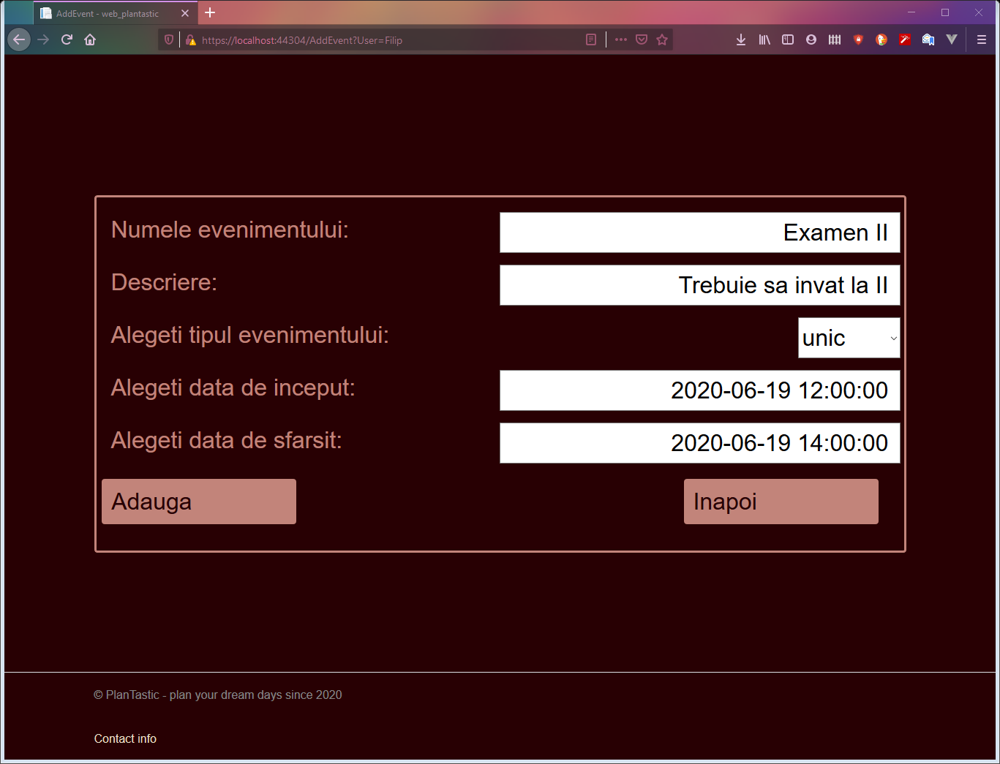 AddEvent - web_plantastic
https://localhost:44304/AddEvent?User=Filip
Numele evenimentului:
Examen II
Descriere:
Trebuie sa invat la II
Alegeti tipul evenimentului:
unic
Alegeti data de inceput:
2020-06-19 12:00:00
Alegeti data de sfarsit:
2020-06-19 14:00:00
Adauga
Inapoi
© PlanTastic - plan your dream days since 2020
Contact info